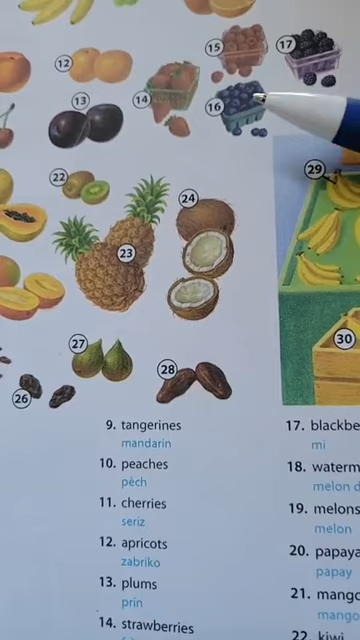 15
17
12
13
14
16
29
22
24
23
30
27
28
26
9. tangerines
mandarin
10. peaches
pèch
11. cherries
seriz
12. apricots
zabriko
13. plums
prin
14. strawberries
17. blackbe
mi
18. waterm
melon d
19. melons
melon
20. papaya
papay
21. mango
mango
22. kiwi